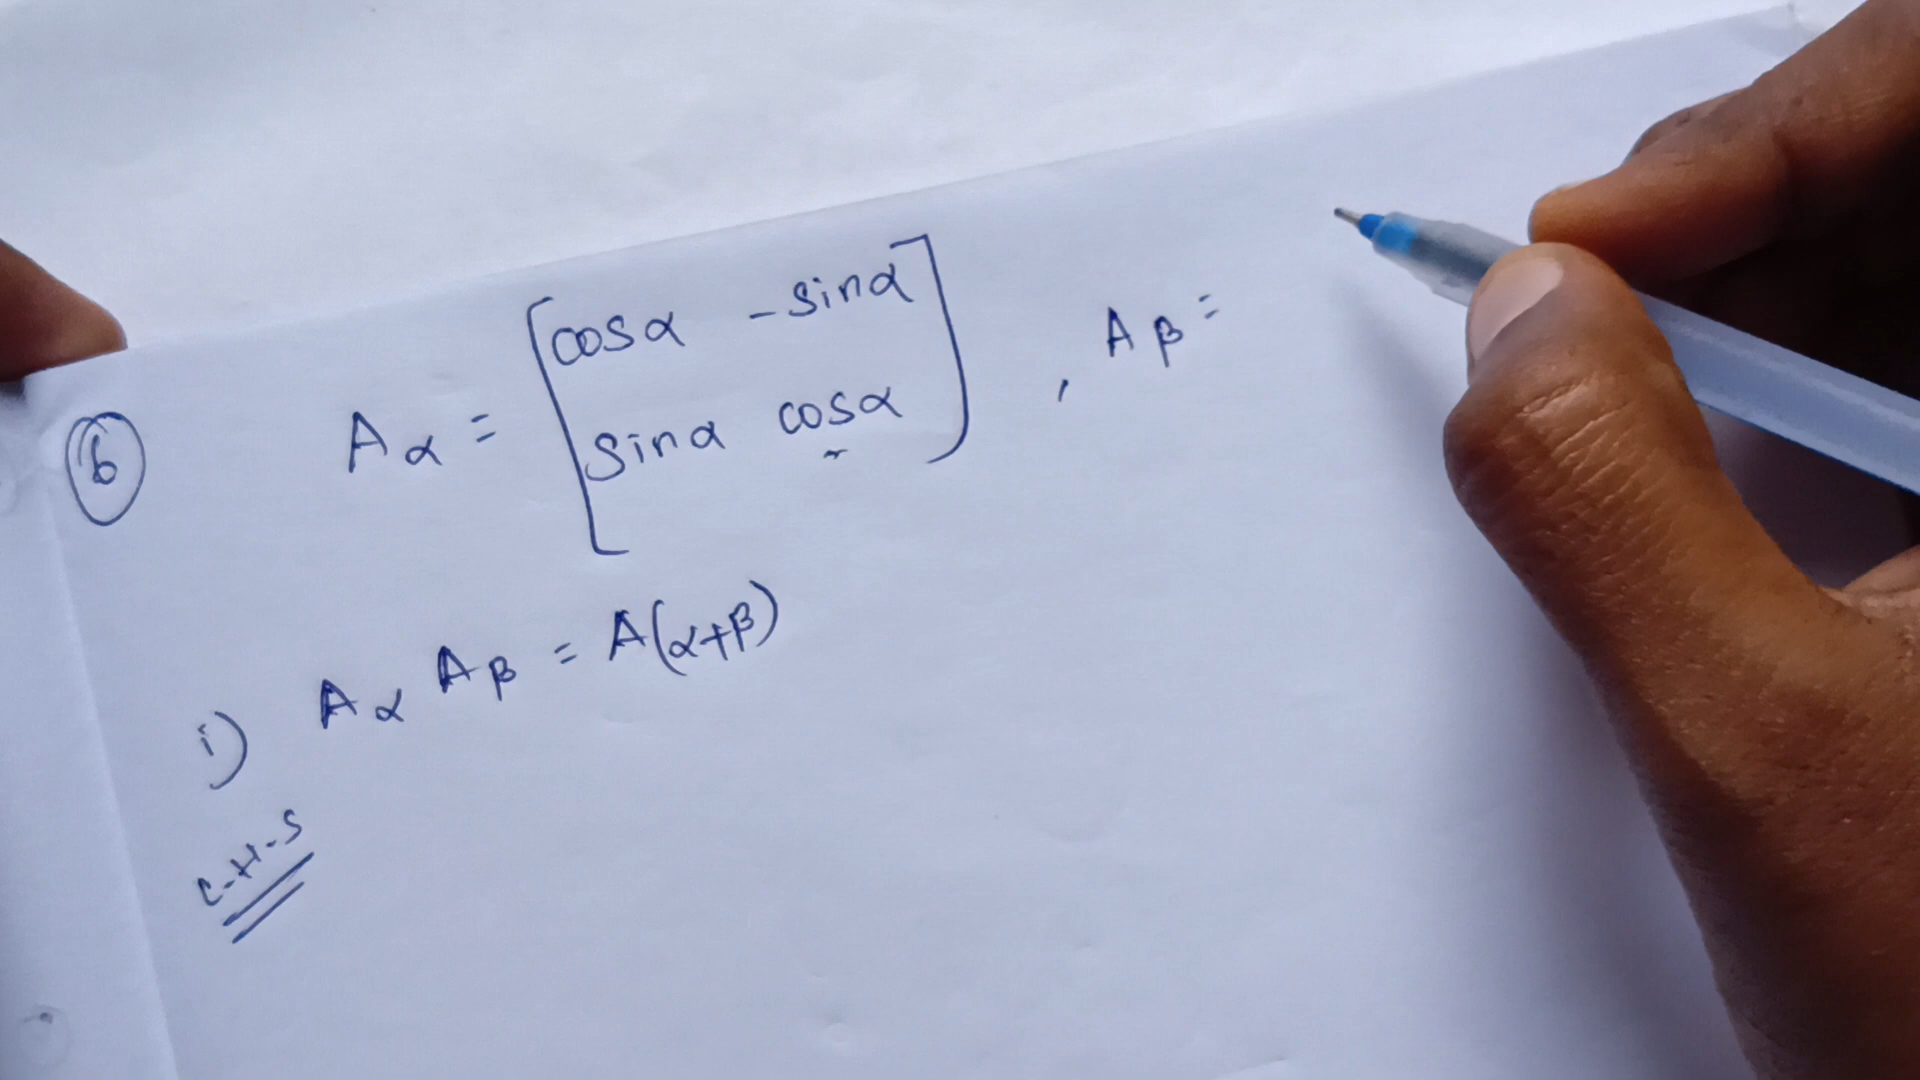 ⑥ Aα = [cosα -sinα
sinα cosα] , Aβ =
i) Aα Aβ = A(α+β)
L-H-S